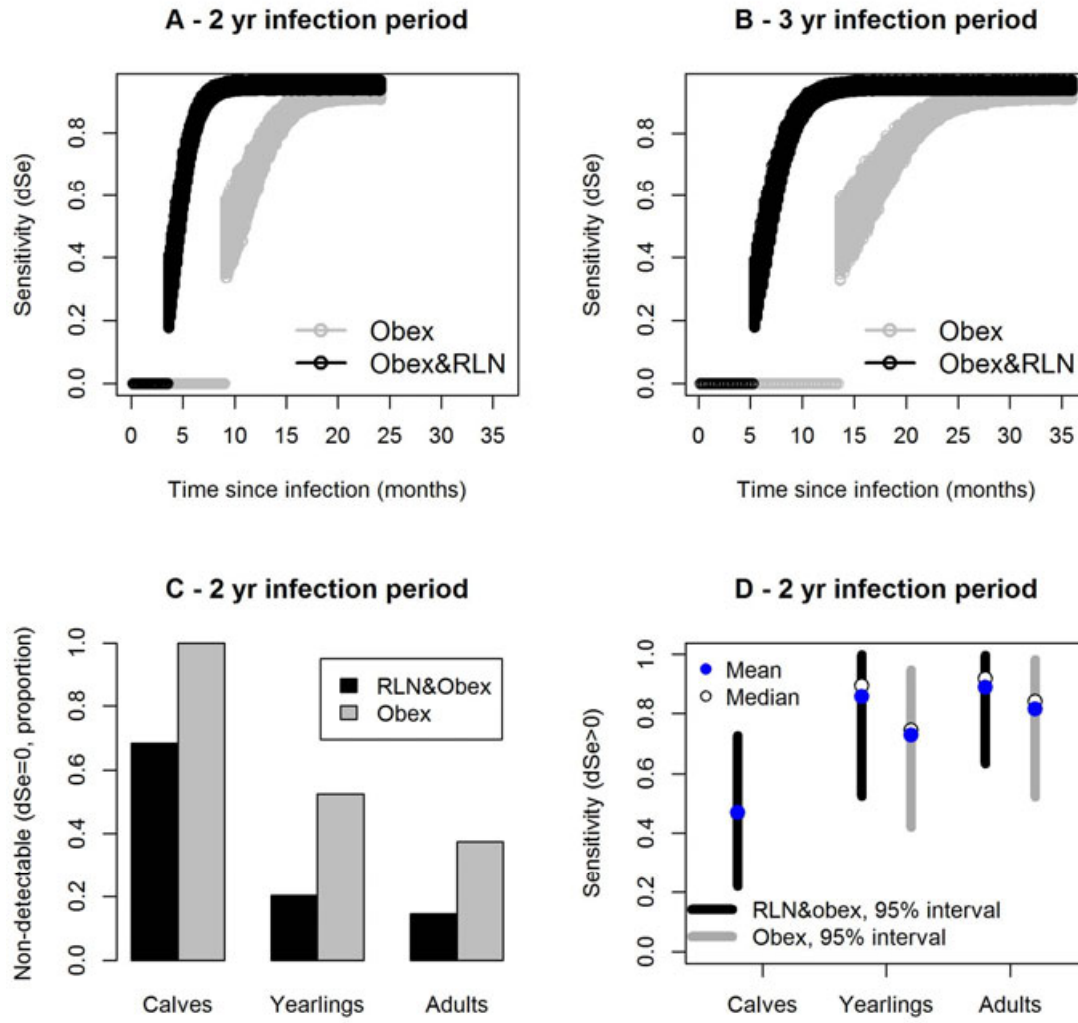 A - 2 yr infection period
Sensitivity (dSe)
0.0 0.2 0.4 0.6 0.8
Obex
Obex&RLN
0 5 10 15 20 25 30 35
Time since infection (months)
B - 3 yr infection period
Sensitivity (dSe)
0.0 0.2 0.4 0.6 0.8
Obex
Obex&RLN
0 5 10 15 20 25 30 35
Time since infection (months)
C - 2 yr infection period
Non-detectable (dSe=0, proportion)
0.0 0.2 0.4 0.6 0.8 1.0
RLN&Obex
Obex
Calves Yearlings Adults
D - 2 yr infection period
Sensitivity (dSe>0)
0.0 0.2 0.4 0.6 0.8 1.0
Mean
Median
RLN&obex, 95% interval
Obex, 95% interval
Calves Yearlings Adults